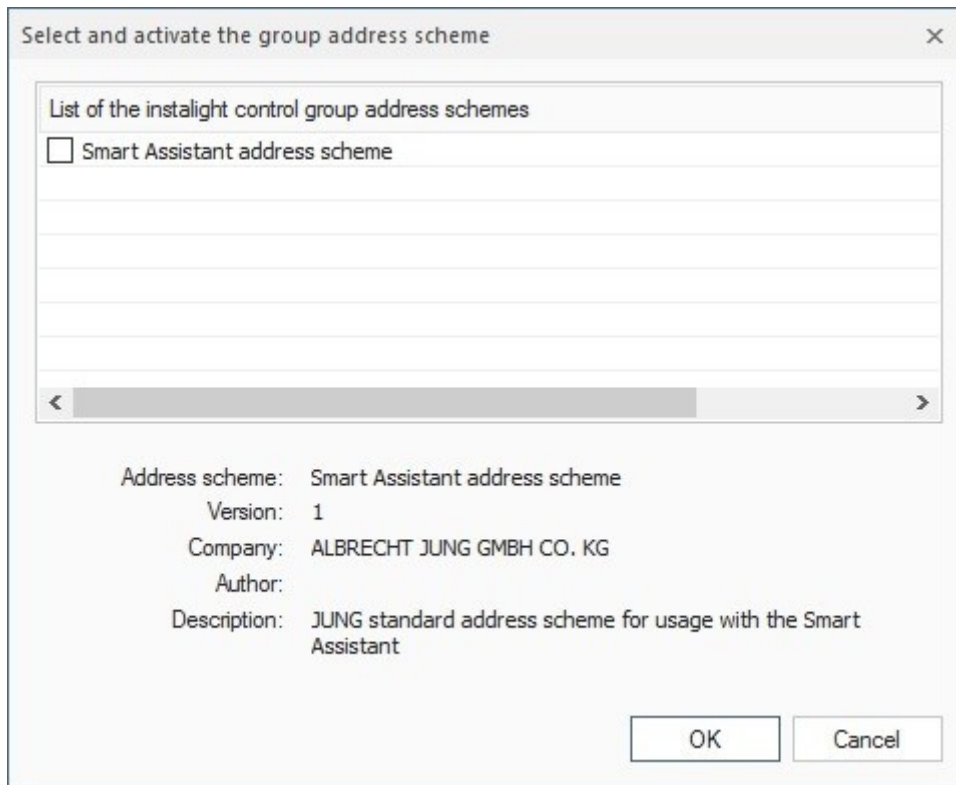 Select and activate the group address scheme
List of the instalight control group address schemes
Smart Assistant address scheme
Address scheme: Smart Assistant address scheme
Version: 1
Company: ALBRECHT JUNG GMBH CO. KG
Author:
Description: JUNG standard address scheme for usage with the Smart
Assistant
OK Cancel